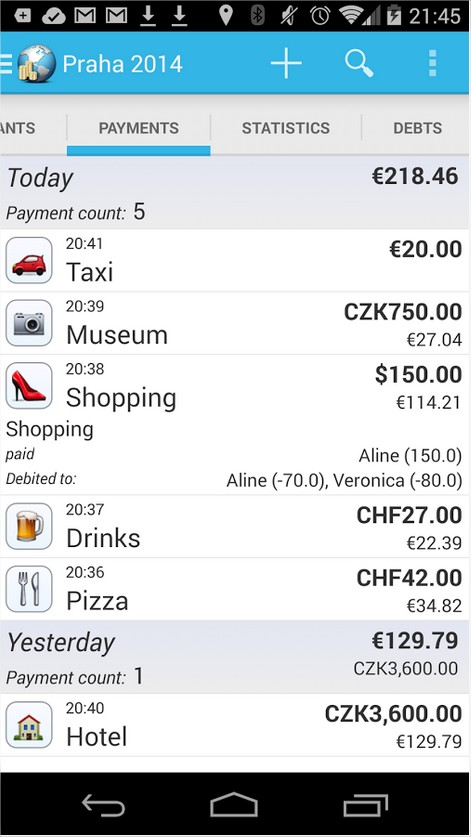 21:45
Praha 2014
ANTS PAYMENTS STATISTICS DEBTS
Today €218.46
Payment count: 5
20:41
Taxi €20.00
20:39
Museum CZK750.00
€27.04
20:38
Shopping $150.00
€114.21
Shopping
paid Aline (150.0)
Debited to: Aline (-70.0), Veronica (-80.0)
20:37
Drinks CHF27.00
€22.39
20:36
Pizza CHF42.00
€34.82
Yesterday €129.79
Payment count: 1 CZK3,600.00
20:40
Hotel CZK3,600.00
€129.79